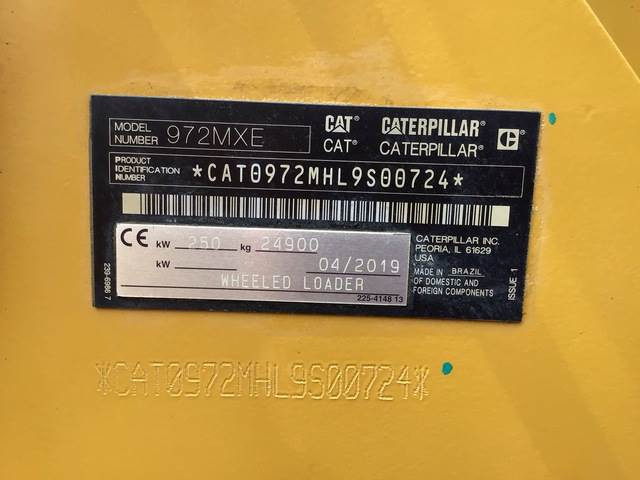 MODEL NUMBER 972MXE
CAT CATERPILLAR C
CAT® CATERPILLAR®
PRODUCT IDENTIFICATION NUMBER *CAT0972MHL9S00724*
CE kW 250 kg 24900
kW 04/2019
WHEELED LOADER
225-4148 13
239-6966 7
CATERPILLAR INC.
PEORIA, IL 61629
USA
MADE IN BRAZIL
OF DOMESTIC AND
FOREIGN COMPONENTS
ISSUE 1
*CAT0972MHL9S00724*